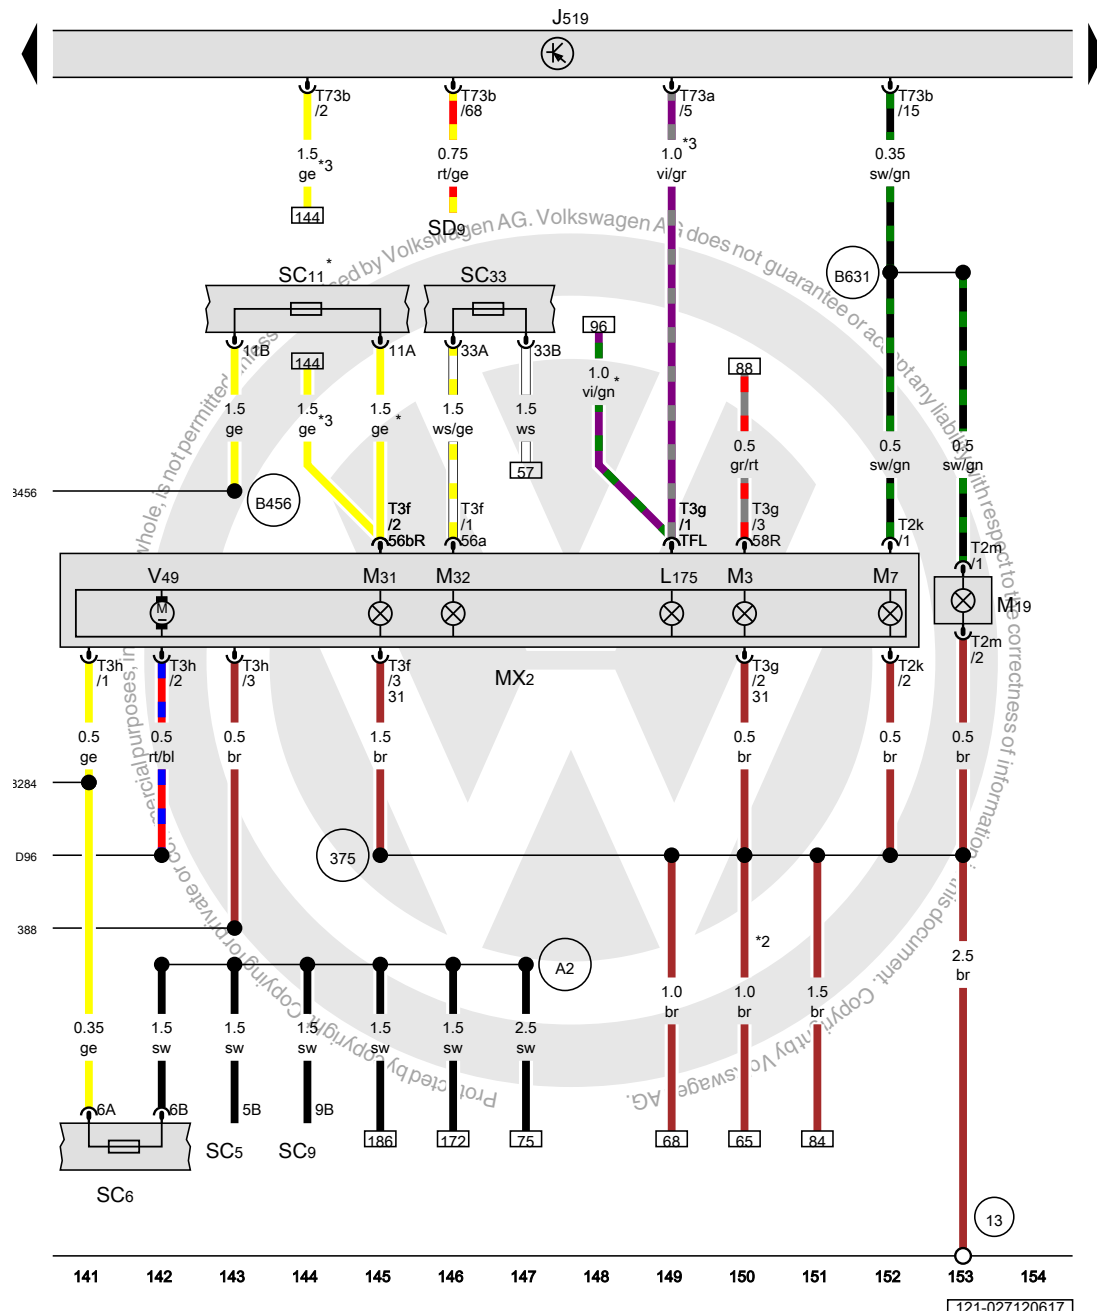 J519
T73b
/2
T73b
/68
T73a
/5
T73b
/15
1.5
ge
*3
0.75
rt/ge
1.0
vi/gr
*3
0.35
sw/gn
144
SD9
B631
SC11
*
SC33
11B
11A
33A
33B
144
96
88
1.5
ge
1.5
ge
*3
1.5
ge
*
1.5
ws/ge
1.5
ws
1.0
vi/gn
*
0.5
gr/rt
0.5
sw/gn
0.5
sw/gn
57
3456
B456
T3f
/2
56bR
T3f
/1
56a
T3g
/1
TFL
T3g
/3
58R
T2k
/1
T2m
/1
V49
M
M31
M32
L175
M3
M7
M19
T3h
/1
T3h
/2
T3h
/3
T3f
/3
31
MX2
T3g
/2
31
T2k
/2
T2m
/2
0.5
ge
0.5
rt/bl
0.5
br
1.5
br
0.5
br
0.5
br
0.5
br
3284
D96
375
388
*2
A2
2.5
br
0.35
ge
1.5
sw
1.5
sw
1.5
sw
1.5
sw
1.5
sw
2.5
sw
1.0
br
1.0
br
1.5
br
6A
6B
5B
9B
186
172
75
68
65
84
SC5
SC9
SC6
13
141 142 143 144 145 146 147 148 149 150 151 152 153 154
121-027120617